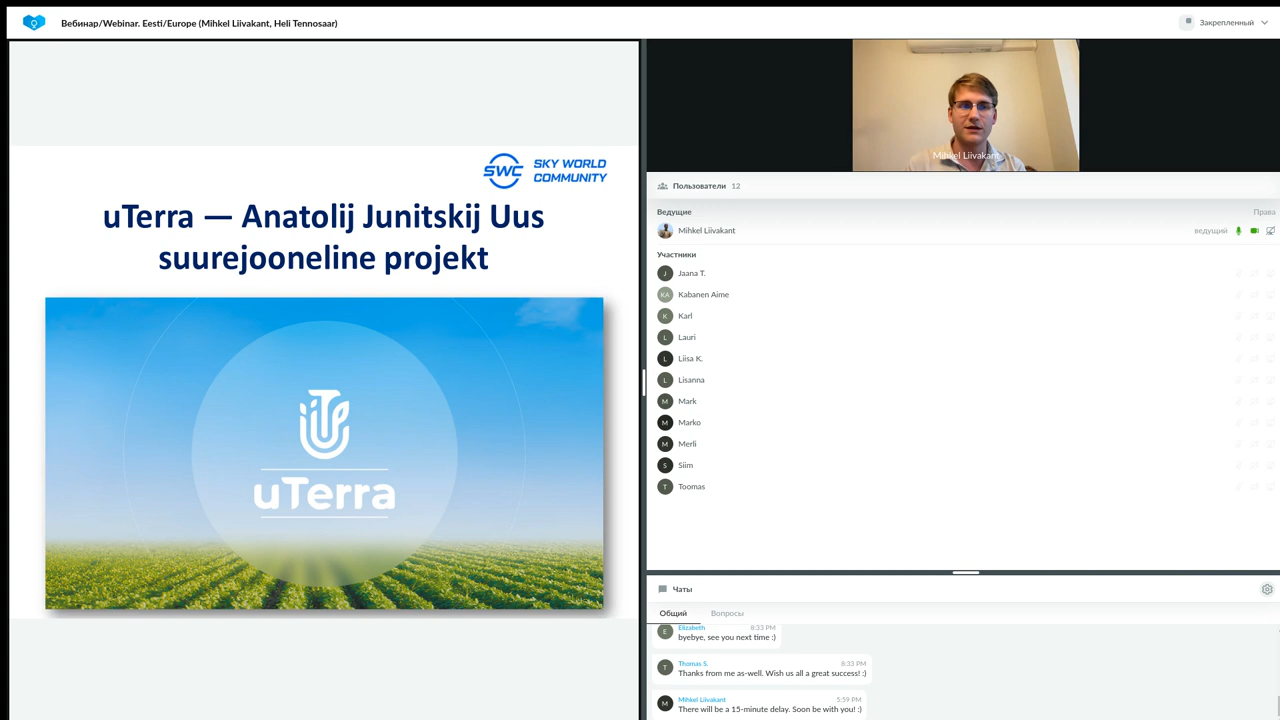 Вебинар/Webinar. Eesti/Europe (Mihkel Liivakant, Heli Tennosaar)
Закрепленный
SWC SKY WORLD
COMMUNITY
uTerra — Anatolij Junitskij Uus
suurejooneline projekt
uTerra
Mihkel Liivakant
Пользователи 12
Ведущие Права
Mihkel Liivakant ведущий
Участники
J Jaana T.
KA Kabanen Aime
K Karl
L Lauri
L Liisa K.
L Lisanna
M Mark
M Marko
M Merli
S Siim
T Toomas
Чаты
Общий Вопросы
E Elizabeth 8:33 PM
byebye, see you next time :)
T Thomas S. 8:33 PM
Thanks from me as-well. Wish us all a great success! :)
M Mihkel Liivakant 5:59 PM
There will be a 15-minute delay. Soon be with you! :)